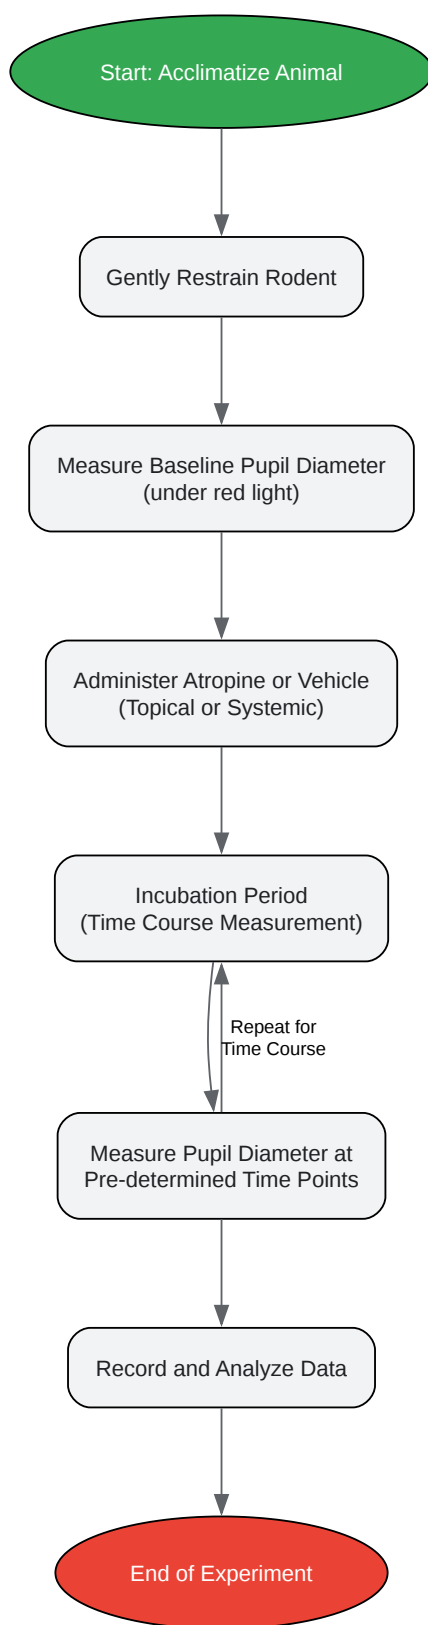 Start: Acclimatize Animal
Gently Restrain Rodent
Measure Baseline Pupil Diameter
(under red light)
Administer Atropine or Vehicle
(Topical or Systemic)
Incubation Period
(Time Course Measurement)
Repeat for
Time Course
Measure Pupil Diameter at
Pre-determined Time Points
Record and Analyze Data
End of Experiment